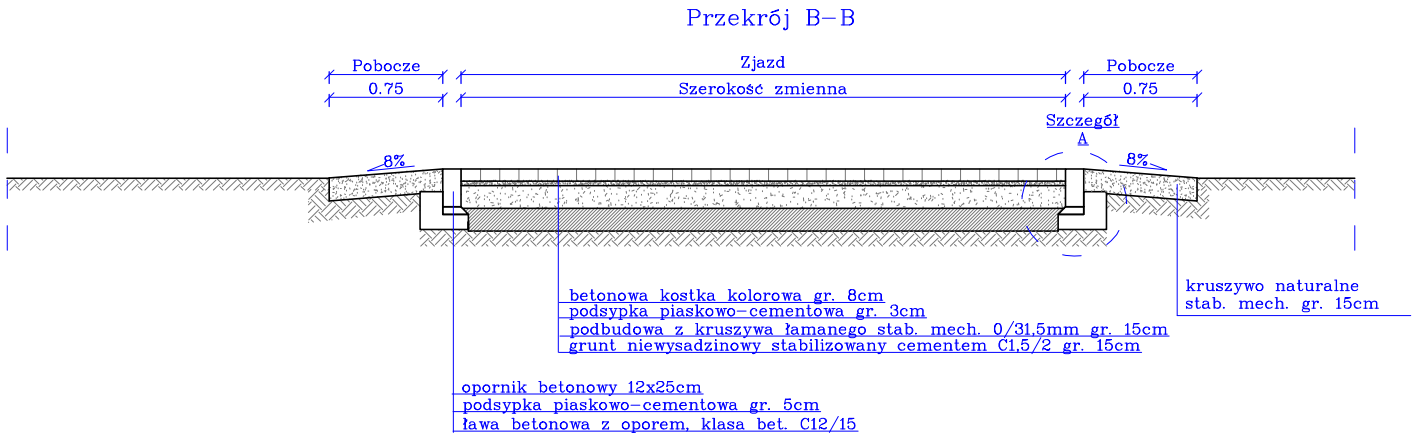 Przekrój B-B
Pobocze
Zjazd
Pobocze
0.75
Szerokość zmienna
0.75
Szczegół
A
8%
8%
kruszywo naturalne
stab. mech. gr. 15cm
betonowa kostka kolorowa gr. 8cm
podsypka piaskowo-cementowa gr. 3cm
podbudowa z kruszywa łamanego stab. mech. 0/31,5mm gr. 15cm
grunt niewysadzinowy stabilizowany cementem C1,5/2 gr. 15cm
opornik betonowy 12x25cm
podsypka piaskowo-cementowa gr. 5cm
ława betonowa z oporem, klasa bet. C12/15